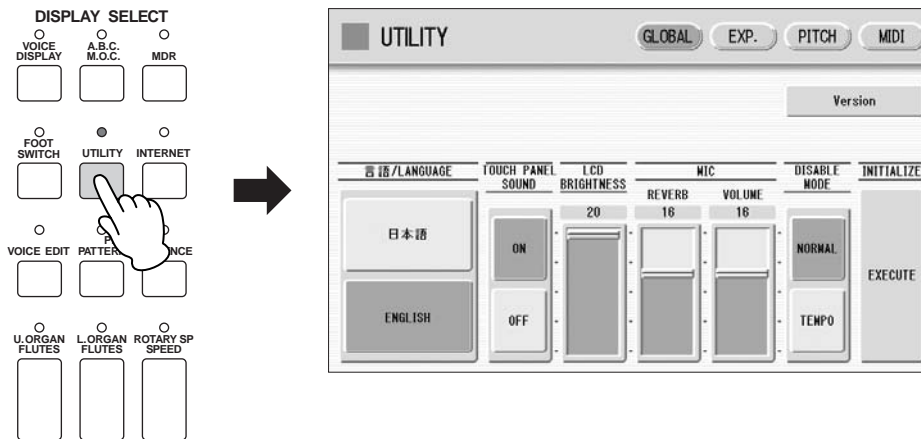 DISPLAY SELECT
VOICE DISPLAY
A.B.C. M.O.C.
MDR
FOOT SWITCH
UTILITY
INTERNET
VOICE EDIT
U.ORGAN FLUTES
L.ORGAN FLUTES
ROTARY SP SPEED
UTILITY
GLOBAL
EXP.
PITCH
MIDI
Version
言語/LANGUAGE
TOUCH PANEL SOUND
LCD BRIGHTNESS
MIC
DISABLE MODE
INITIALIZE
REVERB
VOLUME
20
16
16
日本語
ENGLISH
ON
OFF
NORMAL
TEMPO
EXECUTE